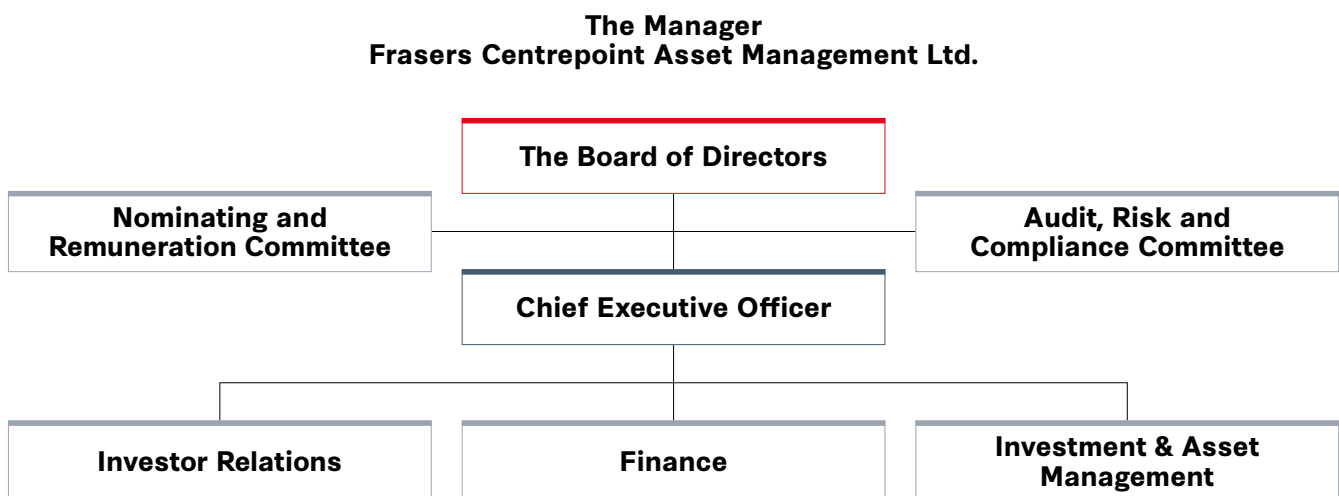 The Manager
Frasers Centrepoint Asset Management Ltd.
The Board of Directors
Nominating and
Remuneration Committee
Audit, Risk and
Compliance Committee
Chief Executive Officer
Investor Relations
Finance
Investment & Asset
Management